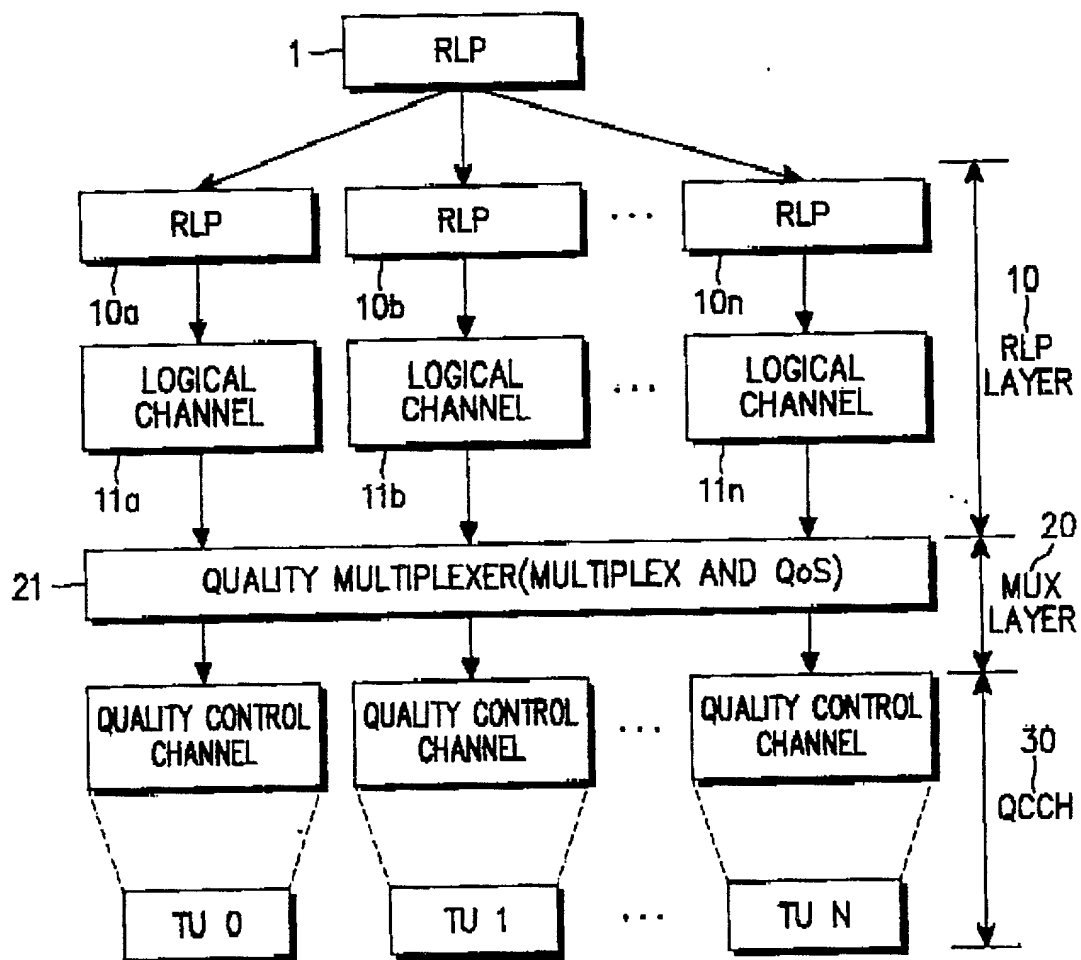 1
RLP
RLP
RLP
...
RLP
10a
10b
10n
10
RLP
LAYER
LOGICAL
CHANNEL
LOGICAL
CHANNEL
...
LOGICAL
CHANNEL
11a
11b
11n
21
QUALITY MULTIPLEXER(MULTIPLEX AND QoS)
20
MUX
LAYER
QUALITY CONTROL
CHANNEL
QUALITY CONTROL
CHANNEL
...
QUALITY CONTROL
CHANNEL
30
QCCH
TU 0
TU 1
...
TU N